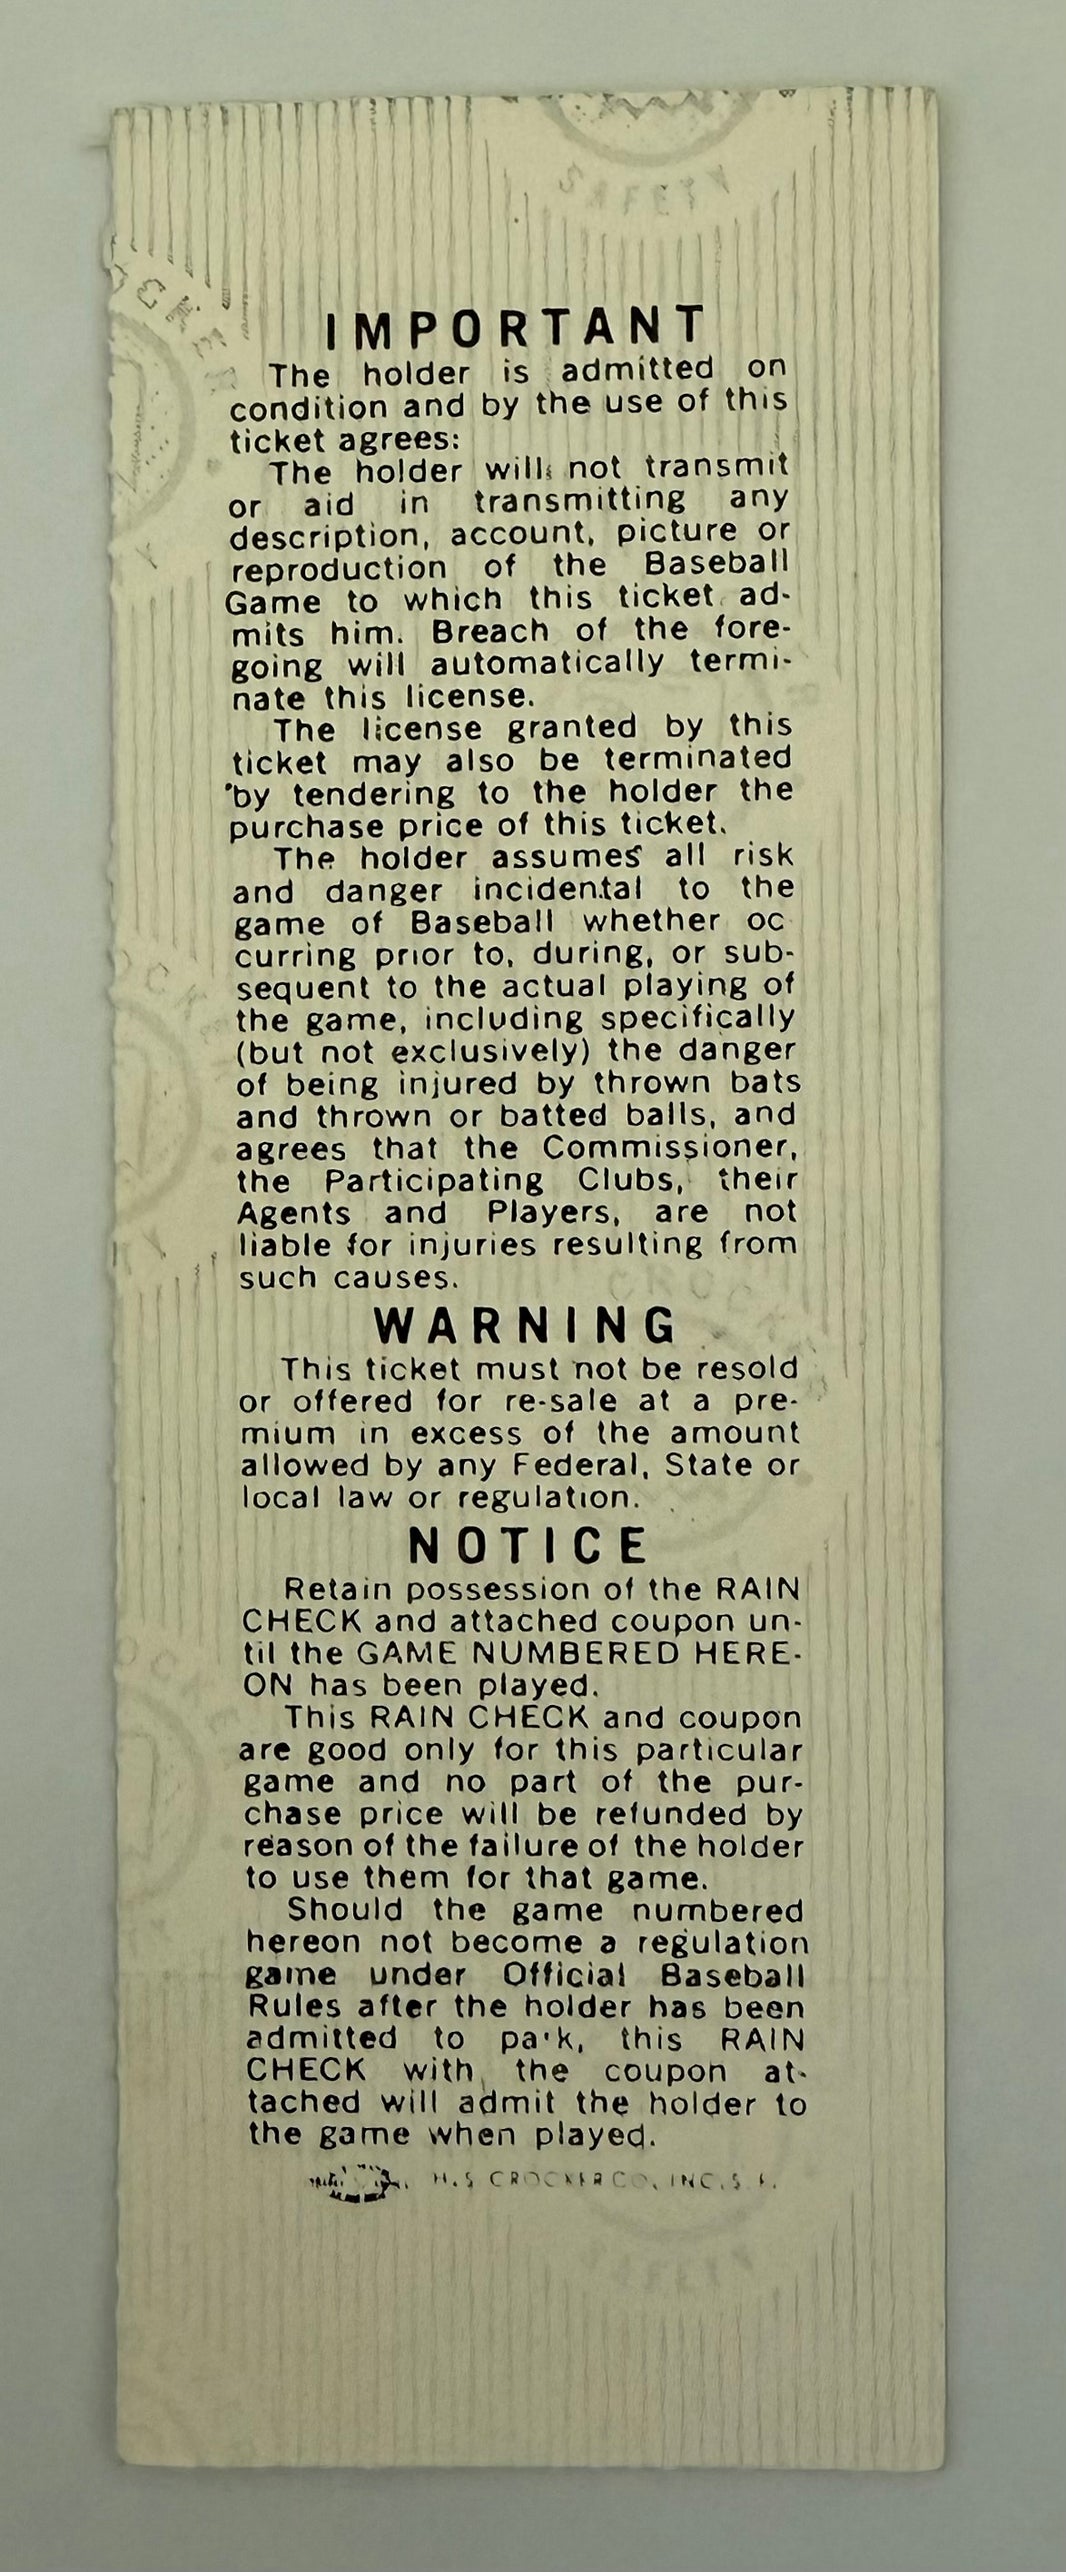 IMPORTANT
The holder is admitted on
condition and by the use of this
ticket agrees:
The holder will not transmit
or aid in transmitting any
description, account, picture or
reproduction of the Baseball
Game to which this ticket ad-
mits him. Breach of the fore-
going will automatically termi-
nate this license.
The license granted by this
ticket may also be terminated
by tendering to the holder the
purchase price of this ticket.
The holder assumes all risk
and danger incidental to the
game of Baseball whether oc
curring prior to, during, or sub-
sequent to the actual playing of
the game, including specifically
(but not exclusively) the danger
of being injured by thrown bats
and thrown or batted balls, and
agrees that the Commissioner,
the Participating Clubs, their
Agents and Players, are not
liable for injuries resulting from
such causes.
WARNING
This ticket must not be resold
or offered for re-sale at a pre-
mium in excess of the amount
allowed by any Federal, State or
local law or regulation.
NOTICE
Retain possession of the RAIN
CHECK and attached coupon un-
til the GAME NUMBERED HERE-
ON has been played.
This RAIN CHECK and coupon
are good only for this particular
game and no part of the pur-
chase price will be refunded by
reason of the failure of the holder
to use them for that game.
Should the game numbered
hereon not become a regulation
game under Official Baseball
Rules after the holder has been
admitted to park, this RAIN
CHECK with the coupon at-
tached will admit the holder to
the game when played.
H.S CROCKER CO., INC. S.F.